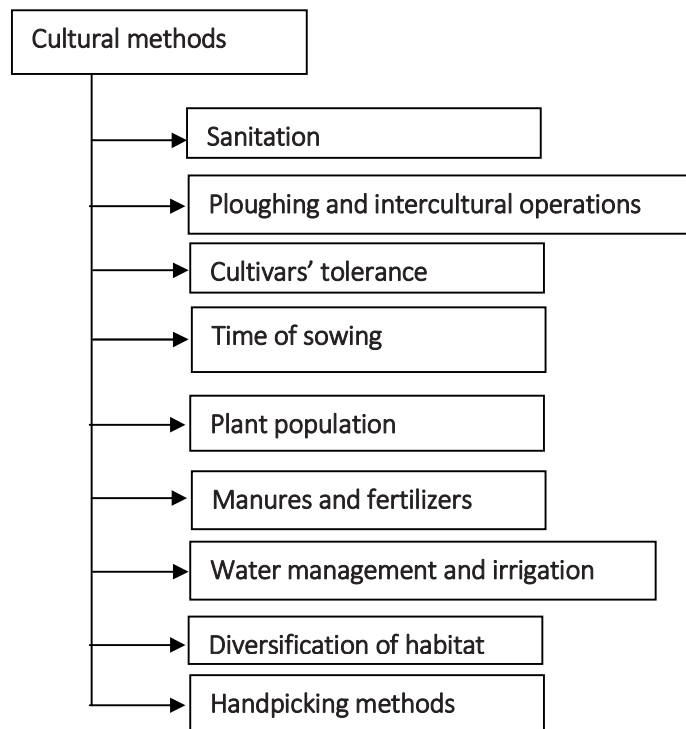 Cultural methods
Sanitation
Ploughing and intercultural operations
Cultivars’ tolerance
Time of sowing
Plant population
Manures and fertilizers
Water management and irrigation
Diversification of habitat
Handpicking methods